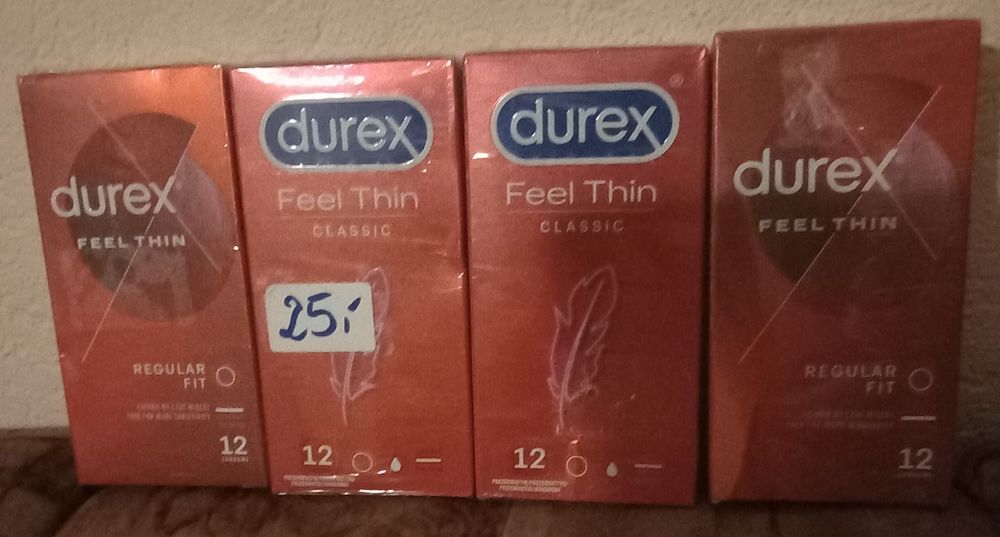 durex
FEEL THIN
REGULAR
FIT
12
durex
®
Feel Thin
CLASSIC
25,-
12
durex
®
Feel Thin
CLASSIC
12
durex
FEEL THIN
REGULAR
FIT
12